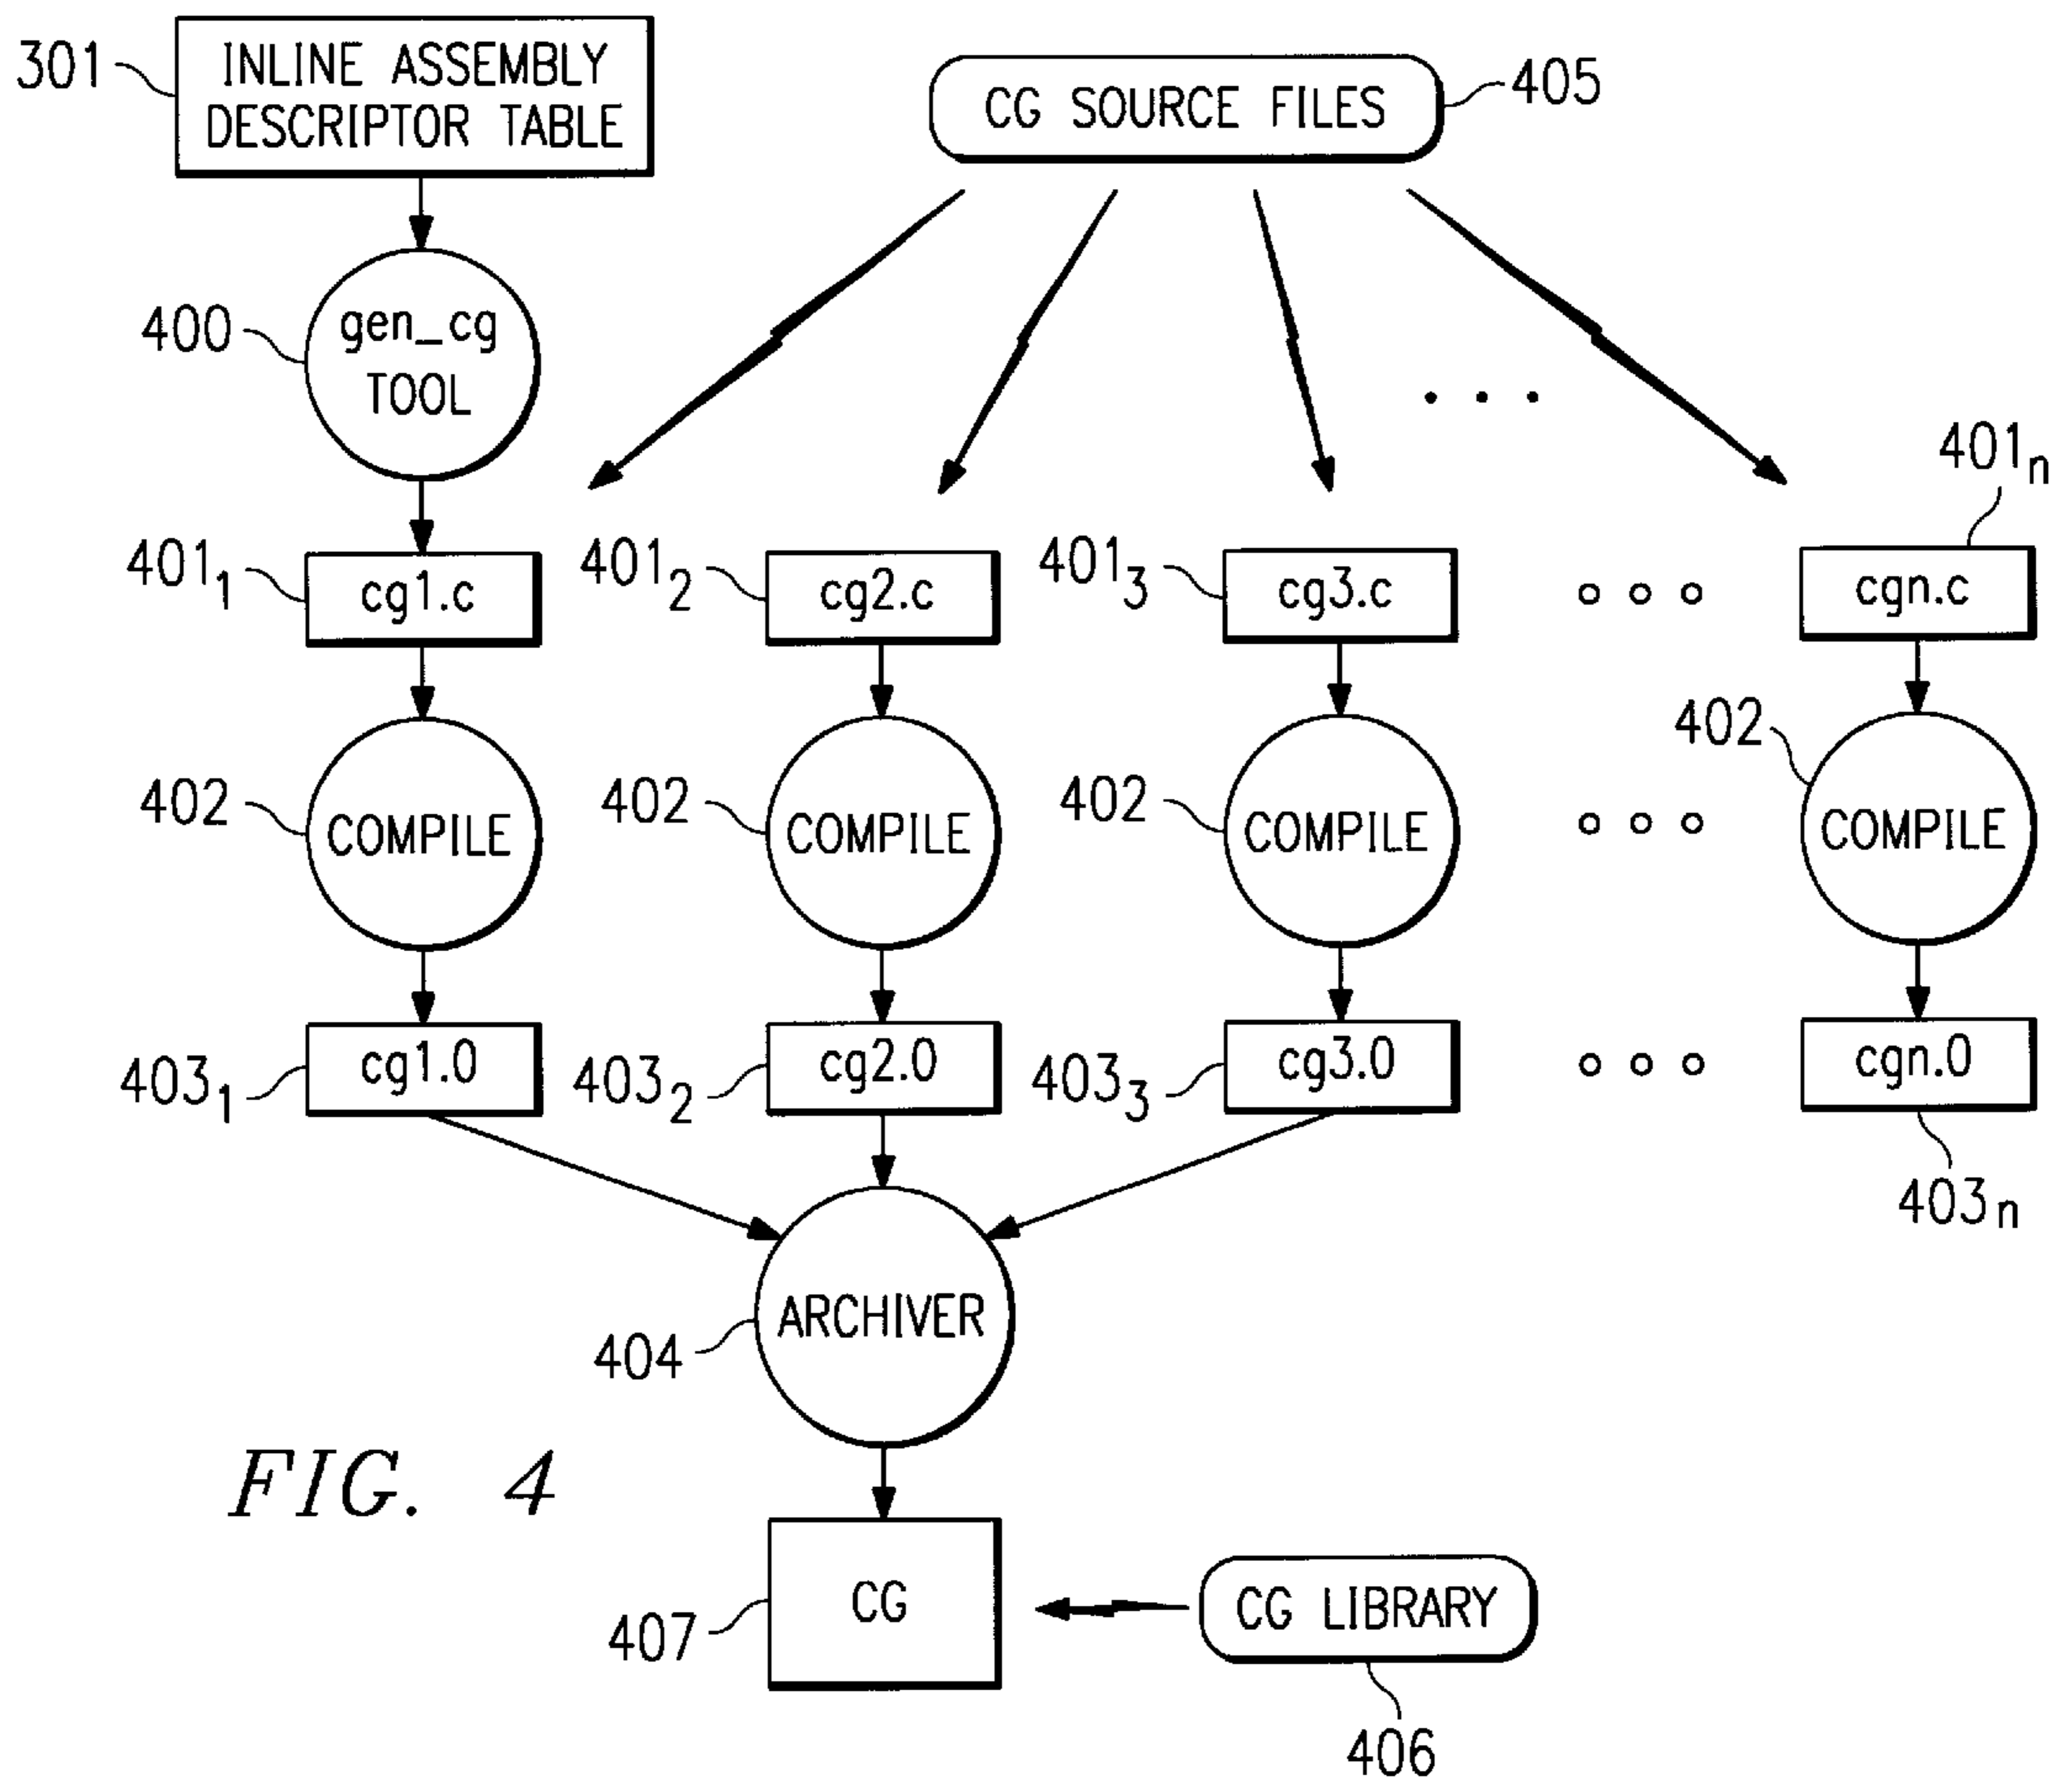 301
INLINE ASSEMBLY
DESCRIPTOR TABLE
CG SOURCE FILES
405
400
gen_cg
TOOL
401n
401₁
cg1.c
401₂
cg2.c
401₃
cg3.c
cgn.c
402
COMPILE
402
COMPILE
402
COMPILE
402
COMPILE
403₁
cg1.0
403₂
cg2.0
403₃
cg3.0
cgn.0
403n
404
ARCHIVER
FIG. 4
407
CG
CG LIBRARY
406